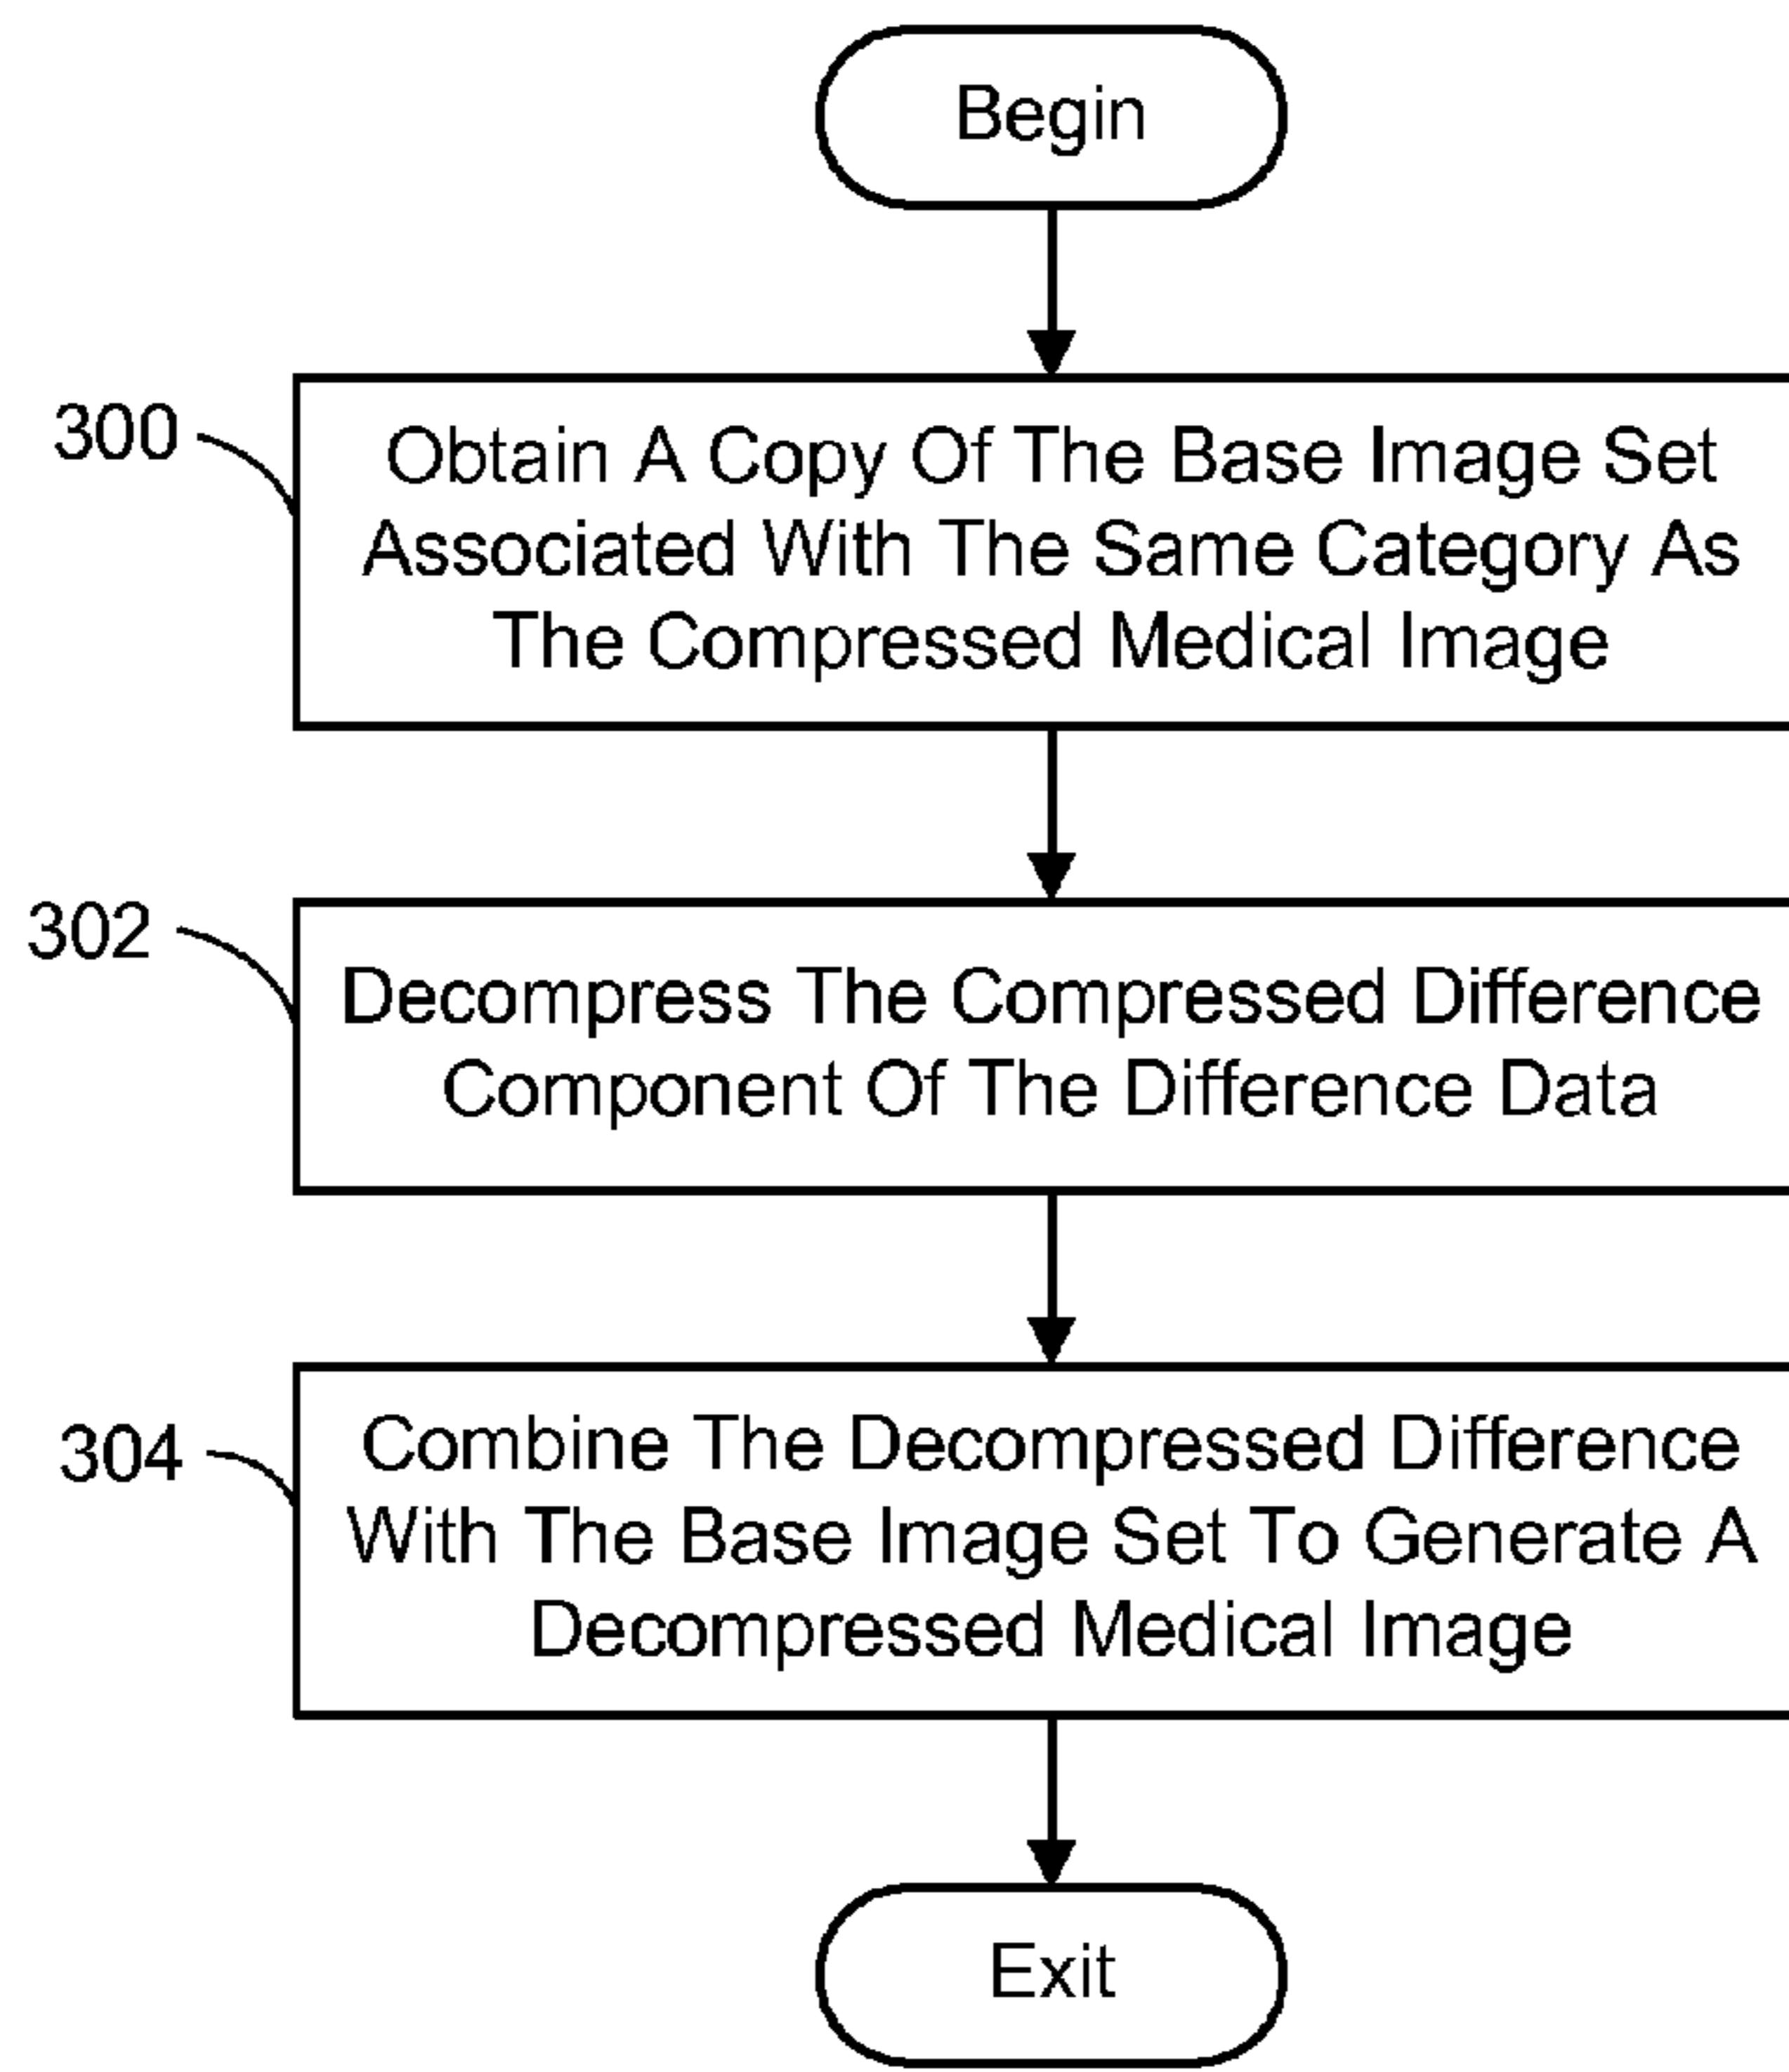 Begin
300
Obtain A Copy Of The Base Image Set
Associated With The Same Category As
The Compressed Medical Image
302
Decompress The Compressed Difference
Component Of The Difference Data
304
Combine The Decompressed Difference
With The Base Image Set To Generate A
Decompressed Medical Image
Exit